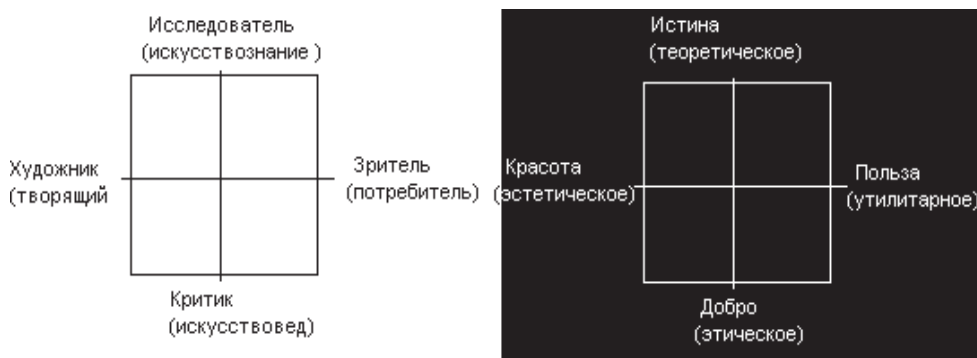 Исследователь
(искусствознание )
Художник
(творящий
Зритель
(потребитель)
Критик
(искусствовед)
Истина
(теоретическое)
Красота
(эстетическое)
Польза
(утилитарное)
Добро
(этическое)